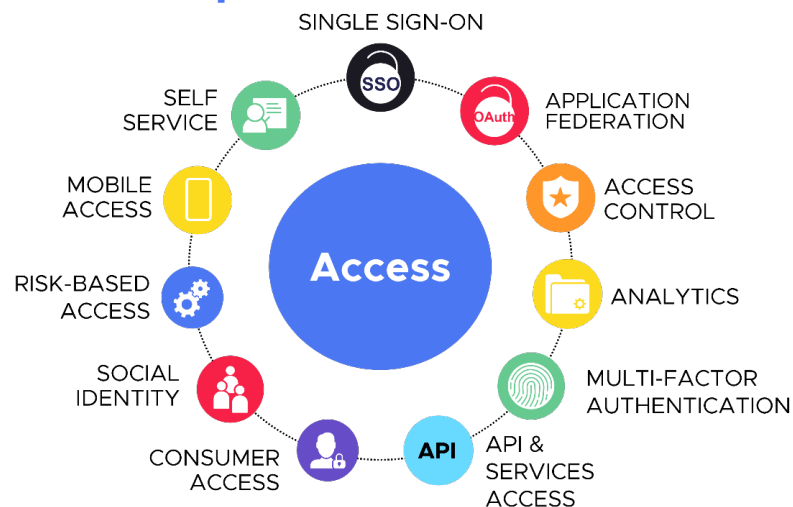 SINGLE SIGN-ON
SSO
OAuth
APPLICATION
FEDERATION
ACCESS
CONTROL
ANALYTICS
MULTI-FACTOR
AUTHENTICATION
API
API &
SERVICES
ACCESS
CONSUMER
ACCESS
SOCIAL
IDENTITY
RISK-BASED
ACCESS
MOBILE
ACCESS
SELF
SERVICE
Access